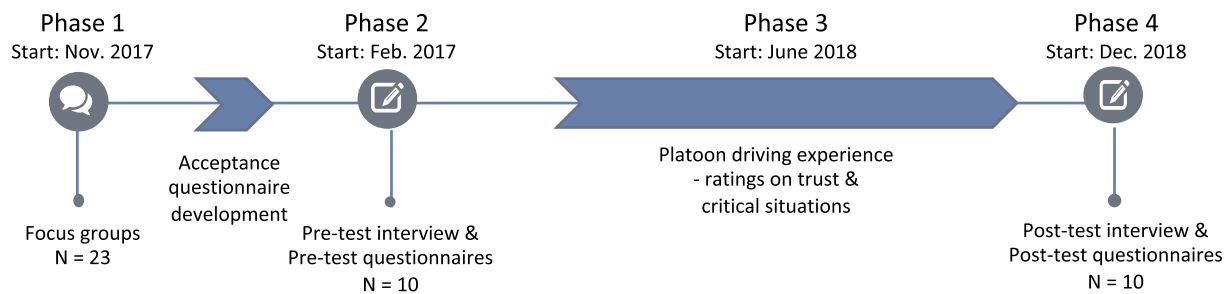 Phase 1
Start: Nov. 2017
Phase 2
Start: Feb. 2017
Phase 3
Start: June 2018
Phase 4
Start: Dec. 2018
Acceptance
questionnaire
development
Platoon driving experience
- ratings on trust &
critical situations
Focus groups
N = 23
Pre-test interview &
Pre-test questionnaires
N = 10
Post-test interview &
Post-test questionnaires
N = 10